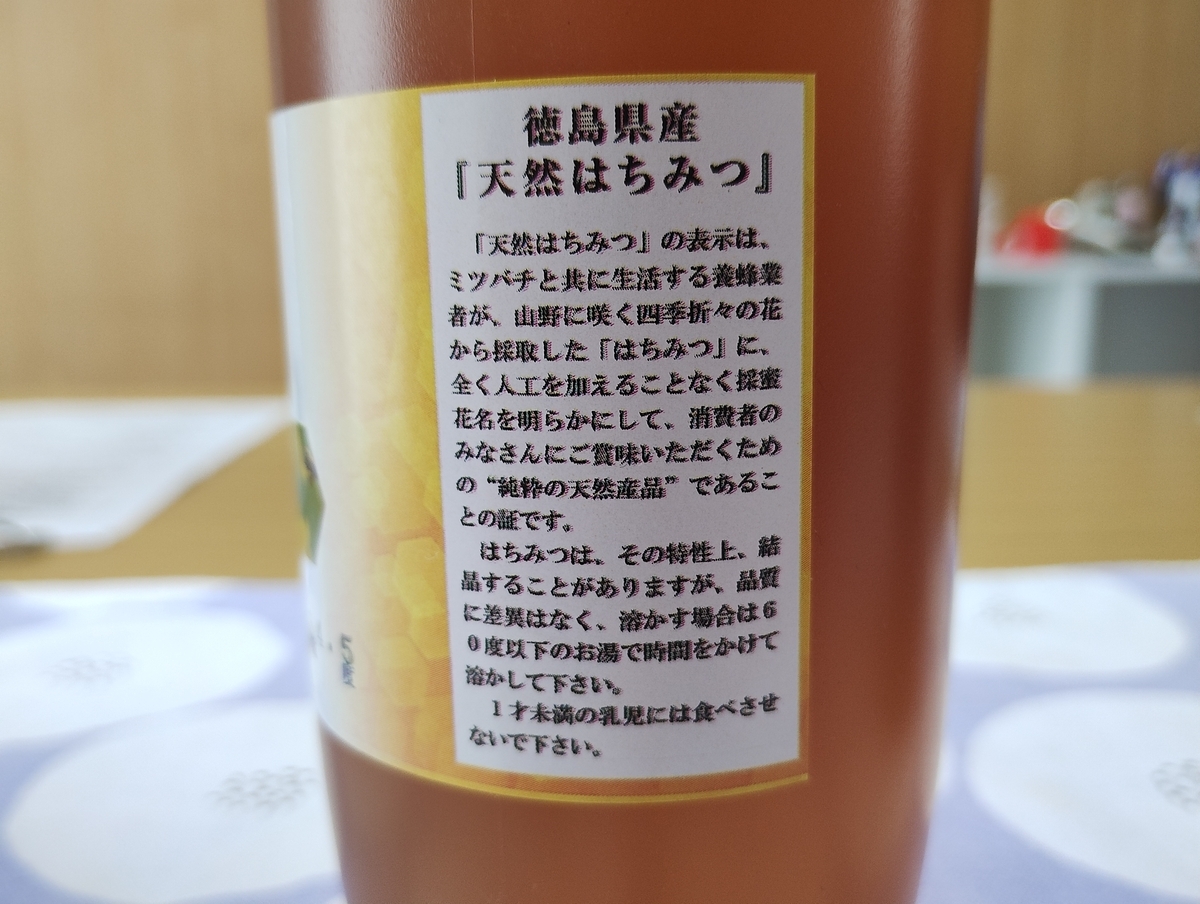 徳島県産
『天然はちみつ』
「天然はちみつ」の表示は、
ミツバチと共に生活する養蜂業
者が、山野に咲く四季折々の花
から採取した「はちみつ」に、
全く人工を加えることなく採蜜
花名を明らかにして、消費者の
みなさんにご賞味いただくため
の“純粋の天然産品”であるこ
との証です。
はちみつは、その特性上、結
晶することがありますが、品質
に差異はなく、溶かす場合は6
0度以下のお湯で時間をかけて
溶かして下さい。
1才未満の乳児には食べさせ
ないで下さい。
5
産